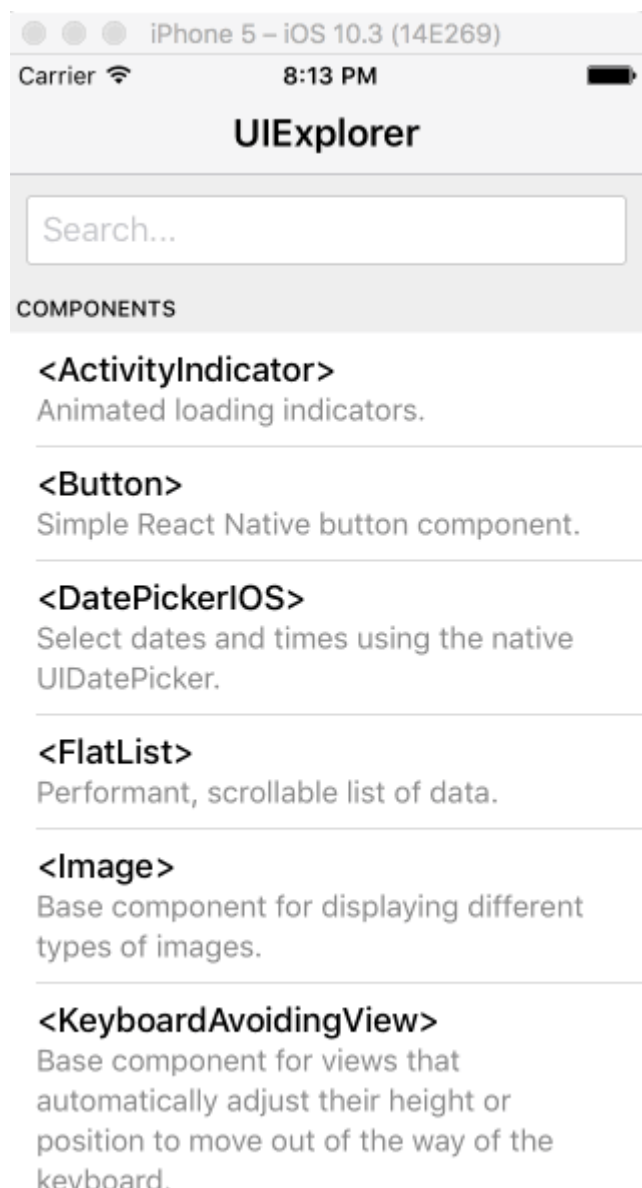 iPhone 5 – iOS 10.3 (14E269)
Carrier 8:13 PM
UIExplorer
Search...
COMPONENTS
<ActivityIndicator>
Animated loading indicators.
<Button>
Simple React Native button component.
<DatePickerIOS>
Select dates and times using the native
UIDatePicker.
<FlatList>
Performant, scrollable list of data.
<Image>
Base component for displaying different
types of images.
<KeyboardAvoidingView>
Base component for views that
automatically adjust their height or
position to move out of the way of the
keyboard.